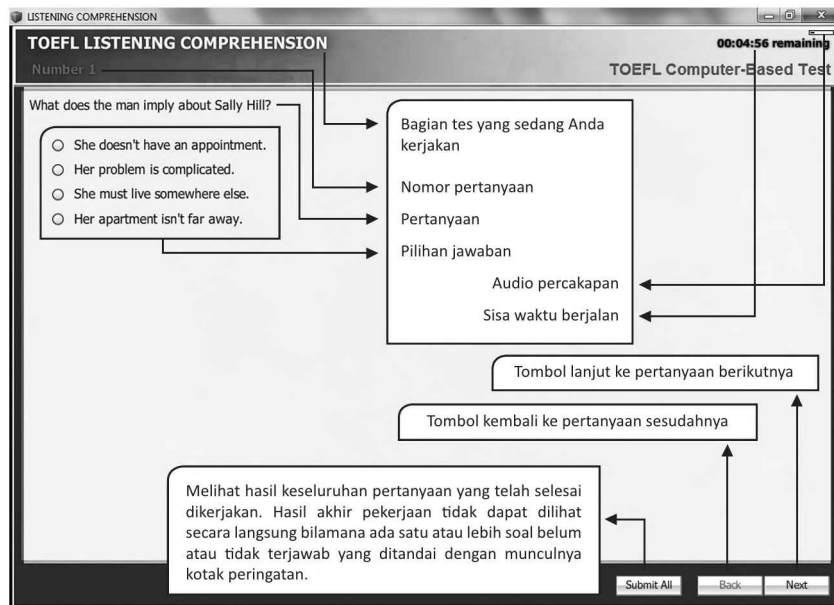 LISTENING COMPREHENSION
TOEFL LISTENING COMPREHENSION
00:04:56 remaining
Number 1
TOEFL Computer-Based Test
What does the man imply about Sally Hill?
She doesn't have an appointment.
Her problem is complicated.
She must live somewhere else.
Her apartment isn't far away.
Bagian tes yang sedang Anda
kerjakan
Nomor pertanyaan
Pertanyaan
Pilihan jawaban
Audio percakapan
Sisa waktu berjalan
Tombol lanjut ke pertanyaan berikutnya
Tombol kembali ke pertanyaan sesudahnya
Melihat hasil keseluruhan pertanyaan yang telah selesai
dikerjakan. Hasil akhir pekerjaan tidak dapat dilihat
secara langsung bilamana ada satu atau lebih soal belum
atau tidak terjawab yang ditandai dengan munculnya
kotak peringatan.
Submit All
Back
Next